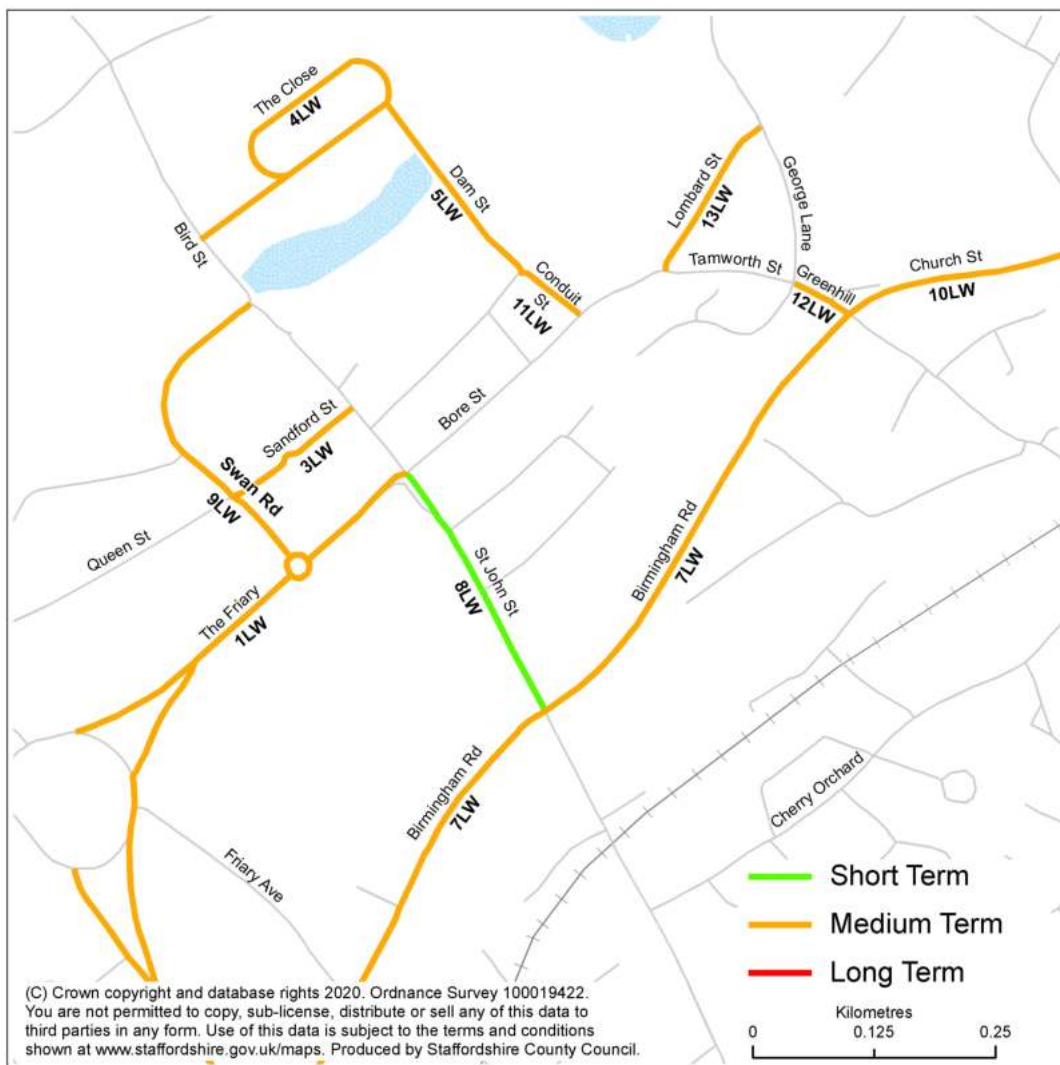 The Close
4LW
Dam St
5LW
Bird St
Conduit
St
11LW
Lombard St
13LW
George Lane
Tamworth St
Greenhill
12LW
Church St
10LW
Bore St
Sandford St
3LW
Swan Rd
9LW
Queen St
The Friary
1LW
St John St
8LW
Birmingham Rd
7LW
Birmingham Rd
7LW
Friary Ave
Cherry Orchard
Short Term
Medium Term
Long Term
Kilometres
0 0.125 0.25
(C) Crown copyright and database rights 2020. Ordnance Survey 100019422.
You are not permitted to copy, sub-license, distribute or sell any of this data to
third parties in any form. Use of this data is subject to the terms and conditions
shown at www.staffordshire.gov.uk/maps. Produced by Staffordshire County Council.